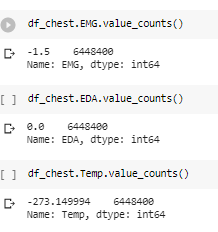 df_chest.EMG.value_counts()
-1.5    6448400
Name: EMG, dtype: int64
[ ] df_chest.EDA.value_counts()
0.0    6448400
Name: EDA, dtype: int64
[ ] df_chest.Temp.value_counts()
-273.149994    6448400
Name: Temp, dtype: int64